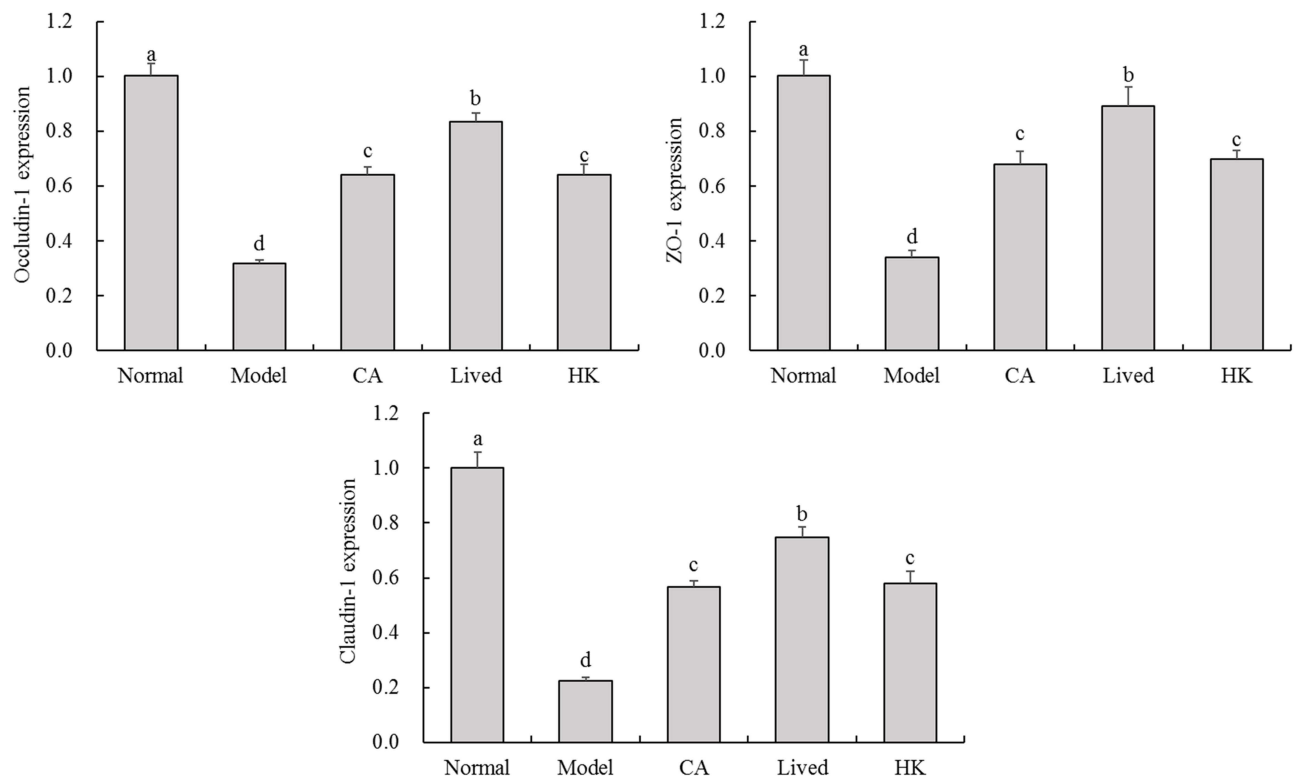 Occludin-1 expression
1.2
1.0
0.8
0.6
0.4
0.2
0.0
a
d
c
b
c
Normal Model CA Lived HK
ZO-1 expression
1.2
1.0
0.8
0.6
0.4
0.2
0.0
a
d
c
b
c
Normal Model CA Lived HK
Claudin-1 expression
1.2
1.0
0.8
0.6
0.4
0.2
0.0
a
d
c
b
c
Normal Model CA Lived HK